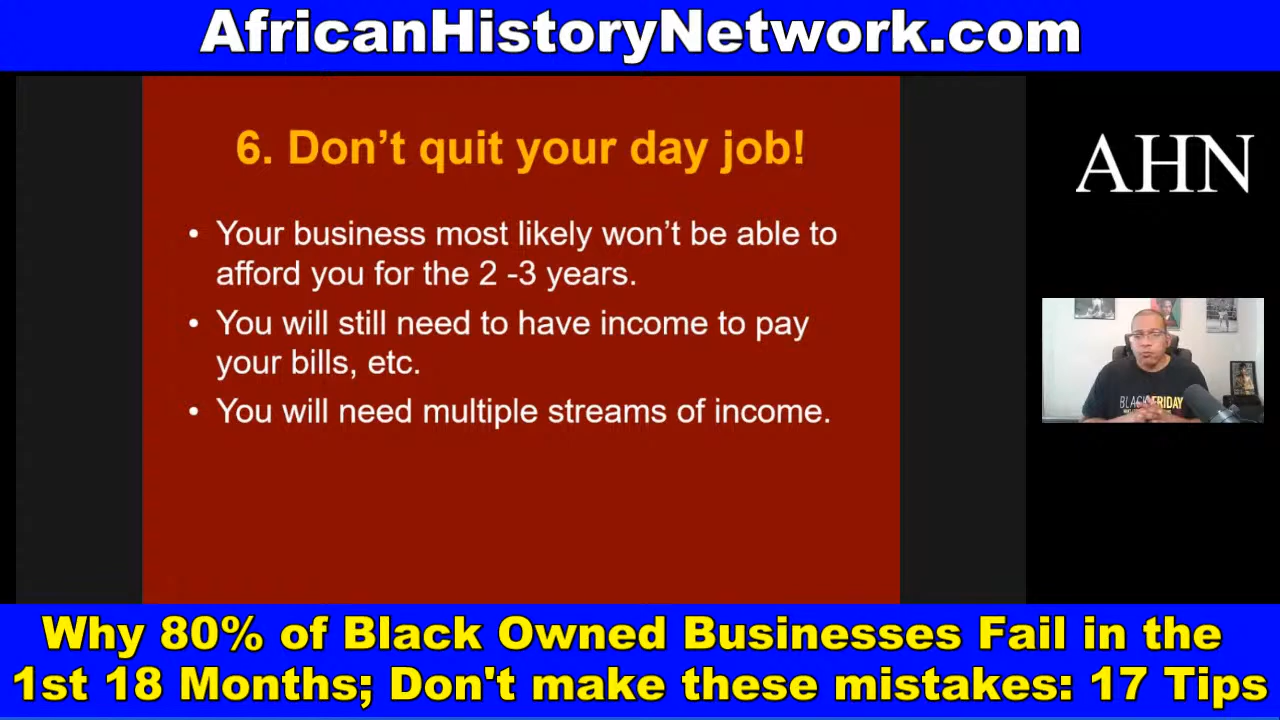 AfricanHistoryNetwork.com
6. Don’t quit your day job!
• Your business most likely won’t be able to
afford you for the 2 -3 years.
• You will still need to have income to pay
your bills, etc.
• You will need multiple streams of income.
AHN
BLACK FRIDAY
Why 80% of Black Owned Businesses Fail in the
1st 18 Months; Don't make these mistakes: 17 Tips